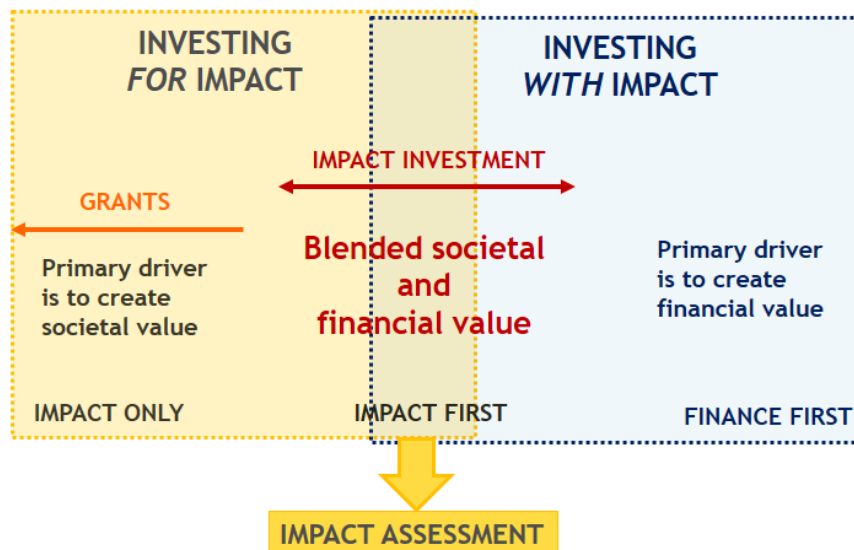 INVESTING
FOR IMPACT
INVESTING
WITH IMPACT
IMPACT INVESTMENT
GRANTS
Primary driver
is to create
societal value
Blended societal
and
financial value
Primary driver
is to create
financial value
IMPACT ONLY
IMPACT FIRST
FINANCE FIRST
IMPACT ASSESSMENT